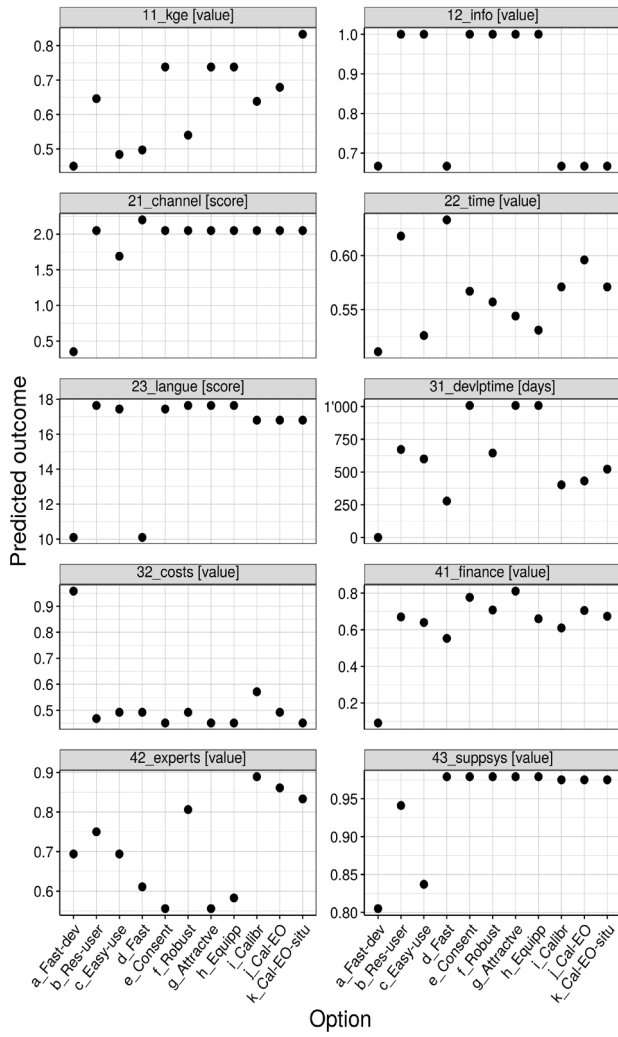 11_kge [value]
0.8
0.7
0.6
0.5
12_info [value]
1.0
0.9
0.8
0.7
21_channel [score]
2.0
1.5
1.0
0.5
22_time [value]
0.60
0.55
23_langue [score]
18
16
14
12
10
31_devlptime [days]
1'000
750
500
250
0
32_costs [value]
0.9
0.8
0.7
0.6
0.5
41_finance [value]
0.8
0.6
0.4
0.2
42_experts [value]
0.9
0.8
0.7
0.6
43_suppsys [value]
0.95
0.90
0.85
0.80
Predicted outcome
a_Fast-dev
b_Res-user
c_Easy-use
d_Fast
e_Consent
f_Robust
g_Attractve
h_Equipp
i_Calibr
j_Cal-EO
k_Cal-EO-situ
a_Fast-dev
b_Res-user
c_Easy-use
d_Fast
e_Consent
f_Robust
g_Attractve
h_Equipp
i_Calibr
j_Cal-EO
k_Cal-EO-situ
Option